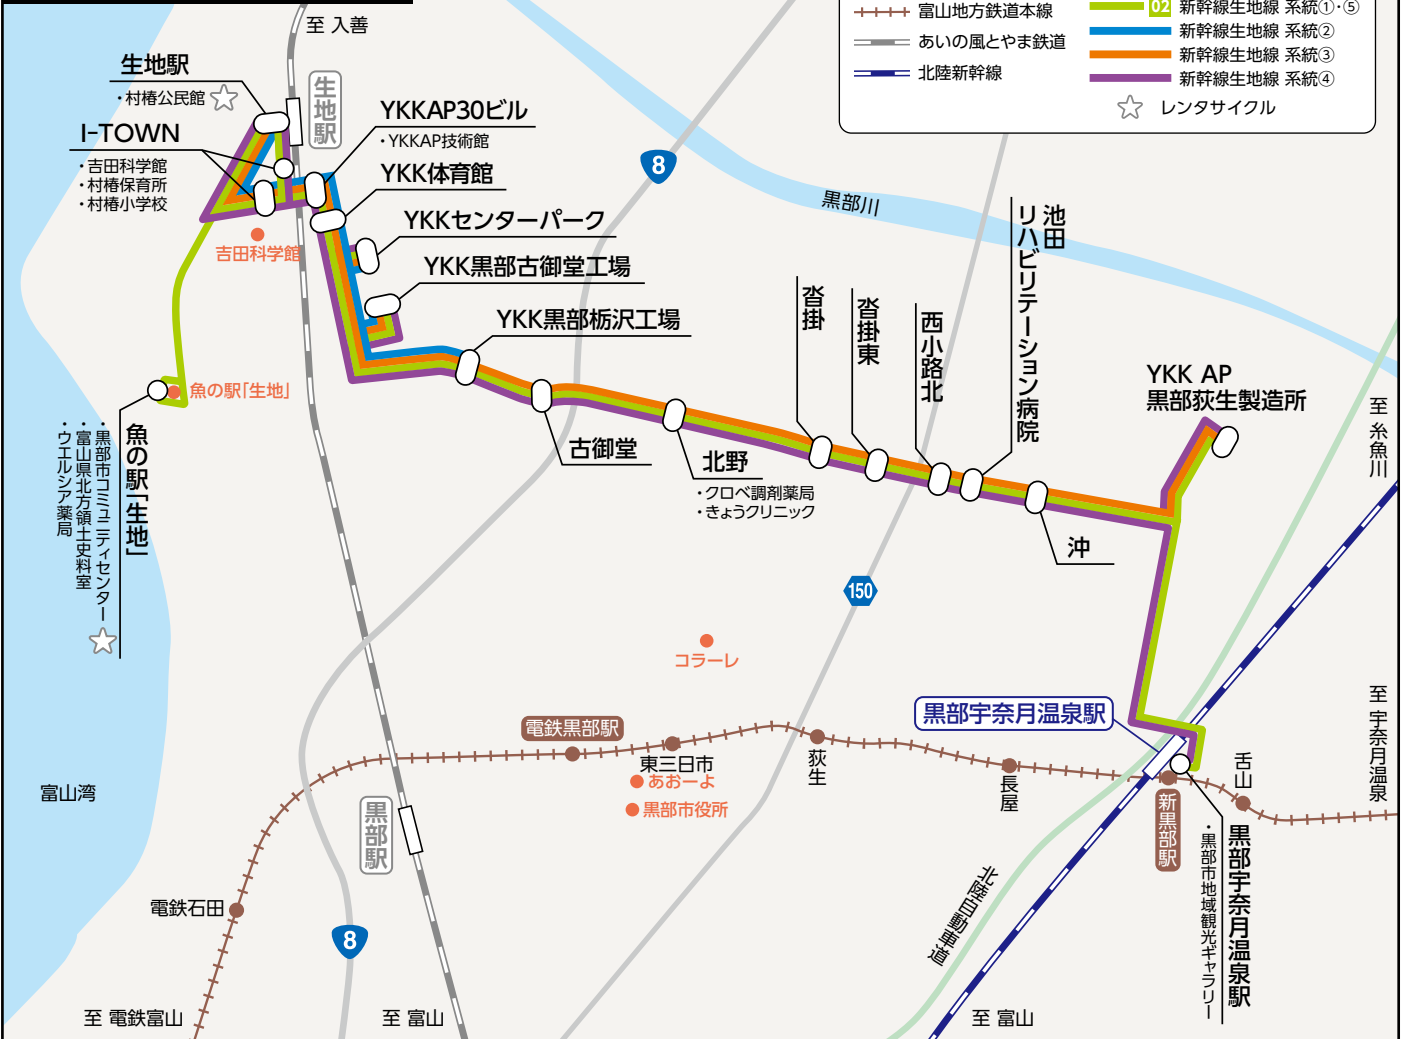 至 入善
富山地方鉄道本線
あいの風とやま鉄道
北陸新幹線
02 新幹線生地線 系統①・⑤
新幹線生地線 系統②
新幹線生地線 系統③
新幹線生地線 系統④
レンタサイクル
生地駅
・村椿公民館
生地駅
I-TOWN
・吉田科学館
・村椿保育所
・村椿小学校
YKKAP30ビル
・YKKAP技術館
YKK体育館
YKKセンターパーク
YKK黒部古御堂工場
YKK黒部栃沢工場
8
黒部川
吉田科学館
魚の駅「生地」
魚の駅「生地」
・黒部市コミュニティセンター
・富山県北方領土史料室
・ウエルシア薬局
古御堂
北野
・クロベ調剤薬局
・きょうクリニック
沓掛
沓掛東
西小路北
池田
リハビリテーション病院
沖
YKK AP
黒部荻生製造所
至 糸魚川
150
コラーレ
黒部宇奈月温泉駅
電鉄黒部駅
東三日市
あおーよ
黒部市役所
荻生
長屋
新黒部駅
舌山
至 宇奈月温泉
黒部宇奈月温泉駅
・黒部市地域観光ギャラリー
北陸自動車道
富山湾
黒部駅
電鉄石田
8
至 電鉄富山
至 富山
至 富山